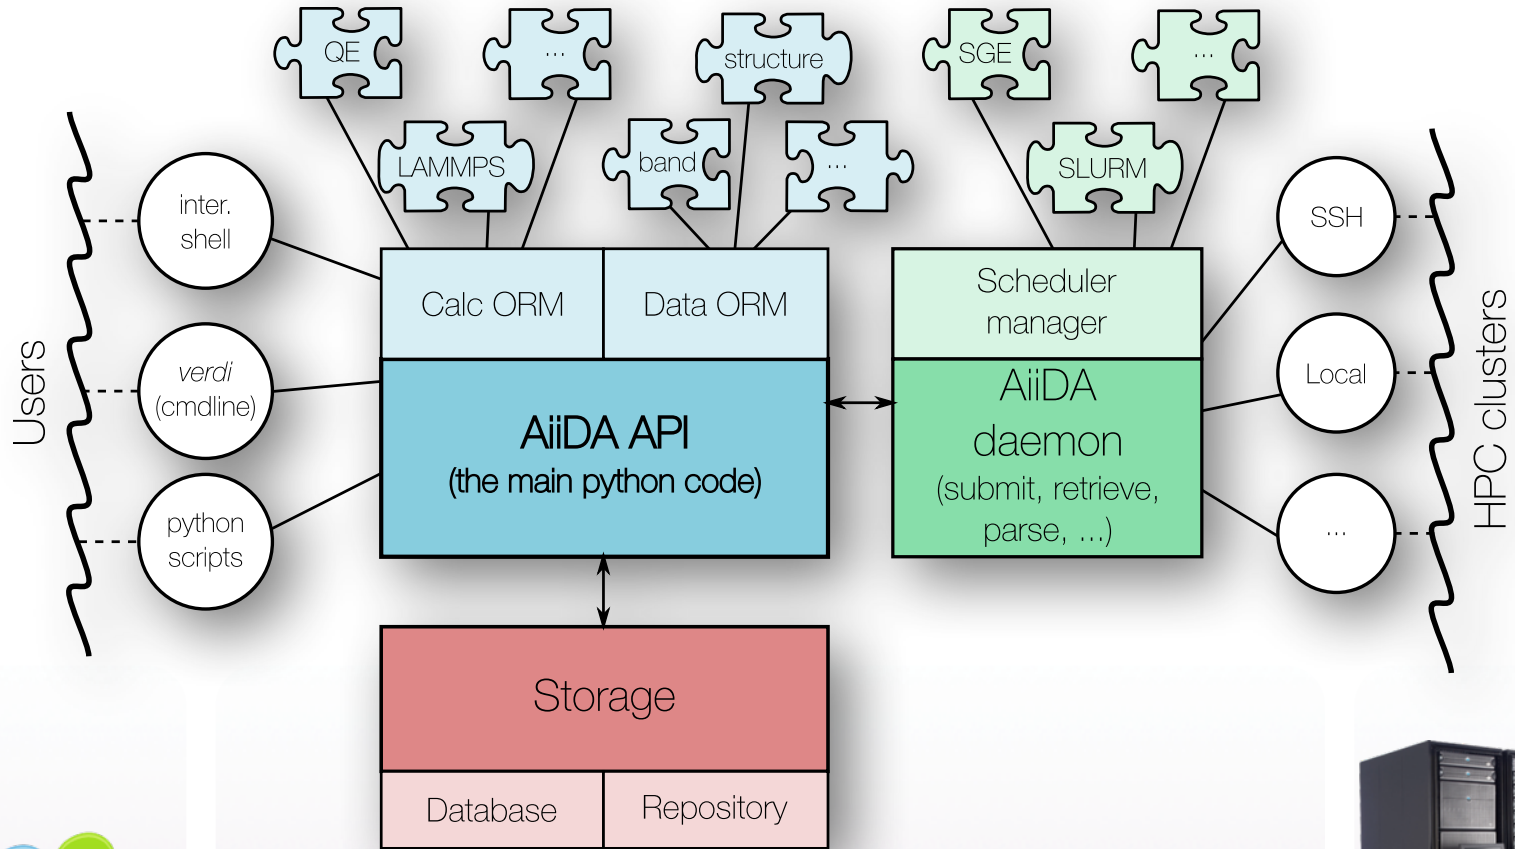 QE
...
structure
SGE
...
LAMMPS
band
...
SLURM
inter.
shell
SSH
Calc ORM
Data ORM
Scheduler
manager
Users
verdi
(cmdline)
AiiDA API
(the main python code)
AiiDA
daemon
(submit, retrieve,
parse, ...)
Local
HPC clusters
python
scripts
...
Storage
Database
Repository